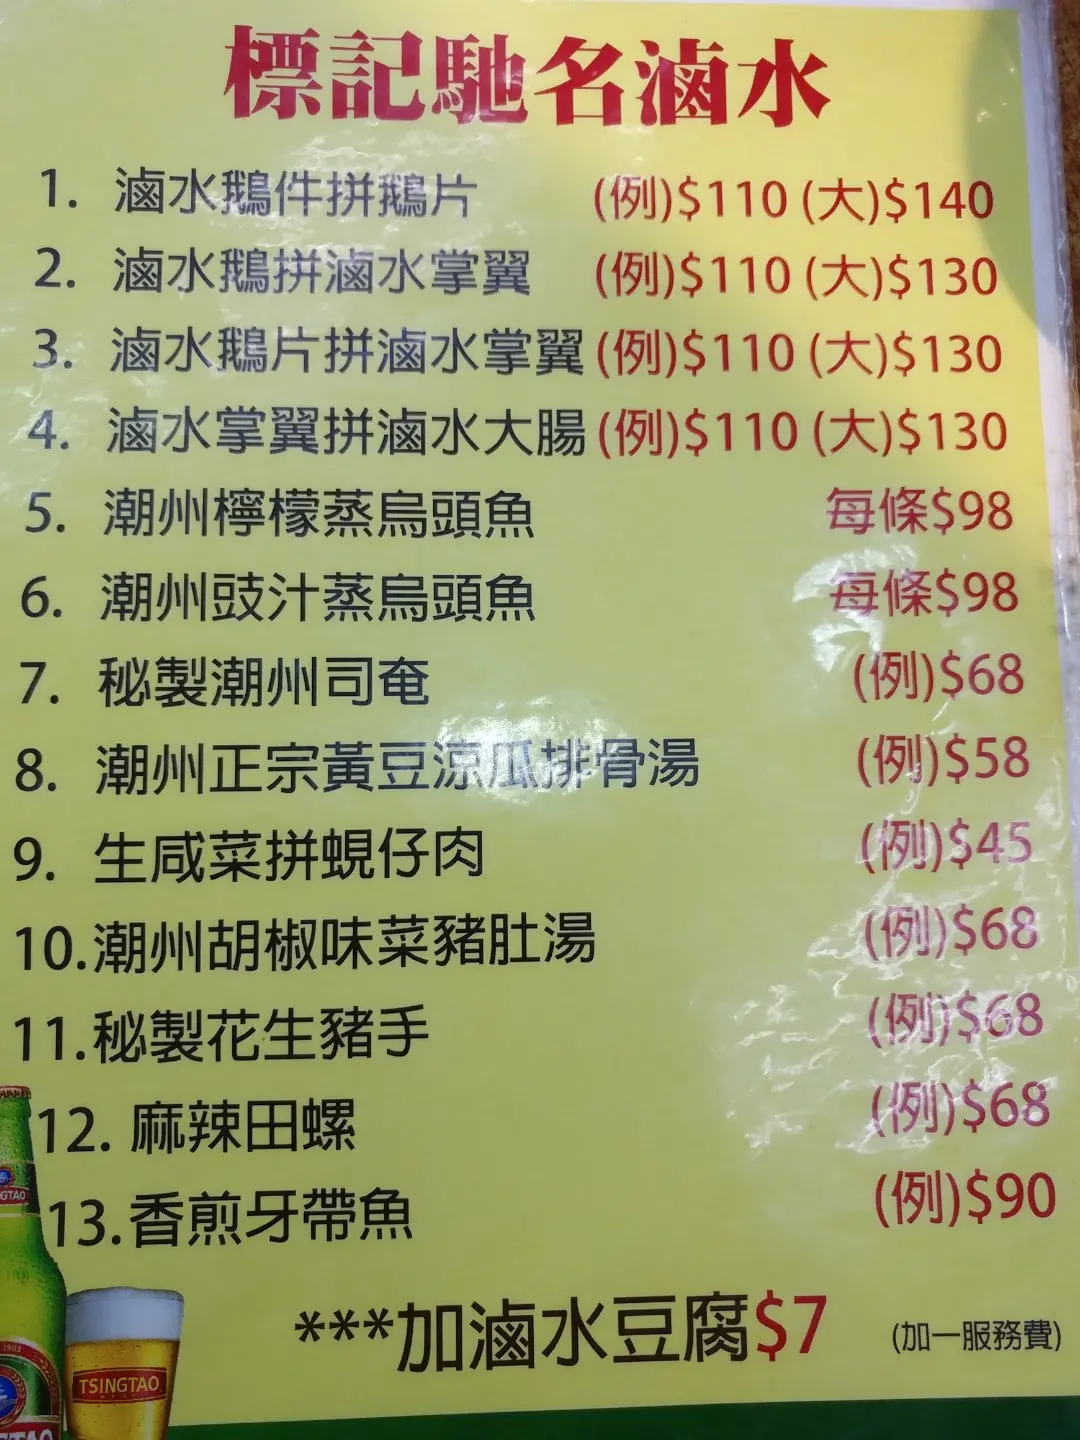 標記馳名滷水
1. 滷水鵝件拼鵝片 (例)$110 (大)$140
2. 滷水鵝拼滷水掌翼 (例)$110 (大)$130
3. 滷水鵝片拼滷水掌翼 (例)$110 (大)$130
4. 滷水掌翼拼滷水大腸 (例)$110 (大)$130
5. 潮州檸檬蒸烏頭魚 每條$98
6. 潮州豉汁蒸烏頭魚 每條$98
7. 秘製潮州司奄 (例)$68
8. 潮州正宗黃豆涼瓜排骨湯 (例)$58
9. 生咸菜拼蜆仔肉 (例)$45
10.潮州胡椒味菜豬肚湯 (例)$68
11.秘製花生豬手 (例)$68
12. 麻辣田螺 (例)$68
13.香煎牙帶魚 (例)$90
***加滷水豆腐$7 (加一服務費)
1903
TSINGTAO